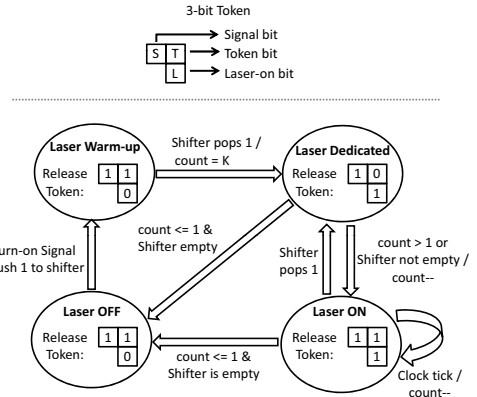 3-bit Token
Signal bit
S T
Token bit
L
Laser-on bit
Laser Warm-up
Release 1 1
Token: 0
Shifter pops 1 /
count = K
Laser Dedicated
Release 1 0
Token: 1
count <= 1 &
Shifter empty
Shifter
pops 1
count > 1 or
Shifter not empty /
count--
urn-on Signal
ush 1 to shifter
Laser OFF
Release 1 1
Token: 0
count <= 1 &
Shifter is empty
Laser ON
Release 1 1
Token: 1
Clock tick /
count--